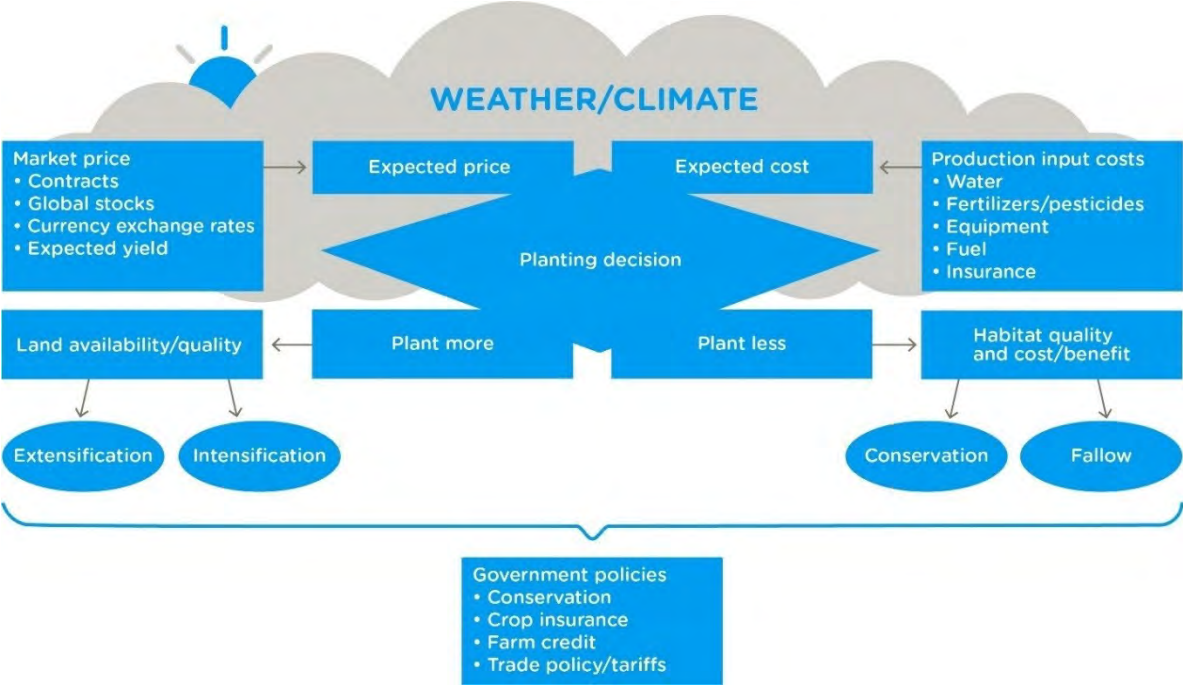 WEATHER/CLIMATE
Market price
• Contracts
• Global stocks
• Currency exchange rates
• Expected yield
Expected price
Expected cost
Production input costs
• Water
• Fertilizers/pesticides
• Equipment
• Fuel
• Insurance
Planting decision
Land availability/quality
Plant more
Plant less
Habitat quality
and cost/benefit
Extensification
Intensification
Conservation
Fallow
Government policies
• Conservation
• Crop insurance
• Farm credit
• Trade policy/tariffs